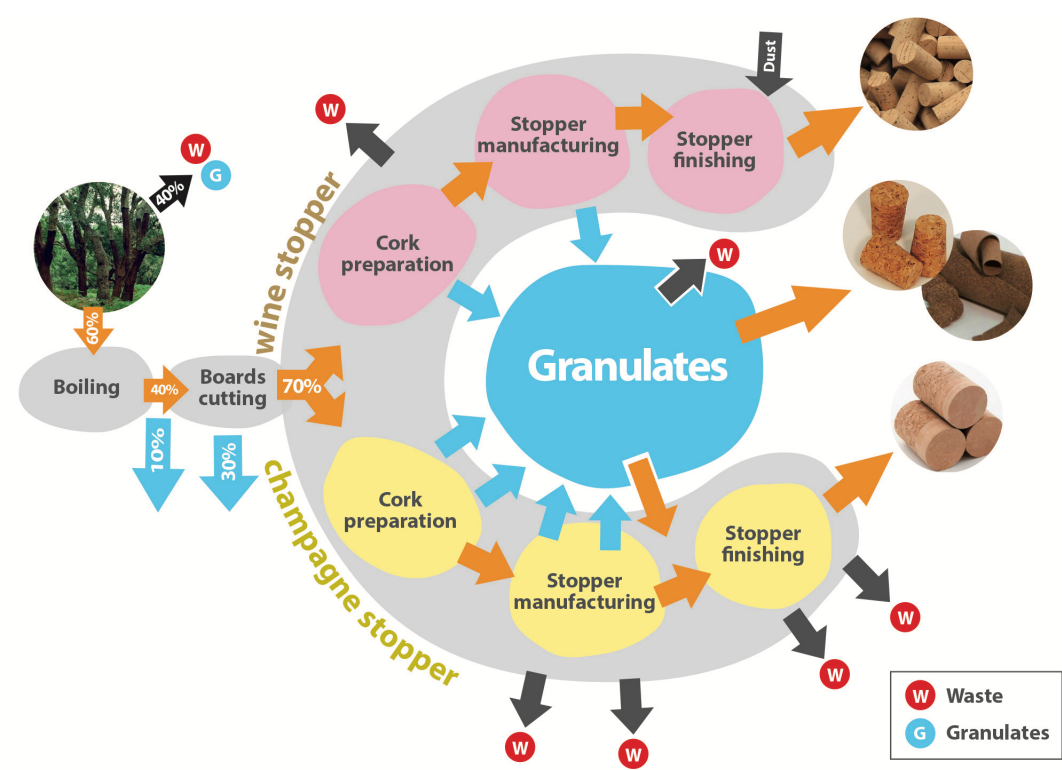 Dust
W
Stopper
manufacturing
Stopper
finishing
W
G
40%
wine stopper
Cork
preparation
W
60%
Granulates
Boiling
40%
Boards
cutting
70%
10%
30%
champagne stopper
Cork
preparation
Stopper
manufacturing
Stopper
finishing
W
W
W
W
W Waste
G Granulates